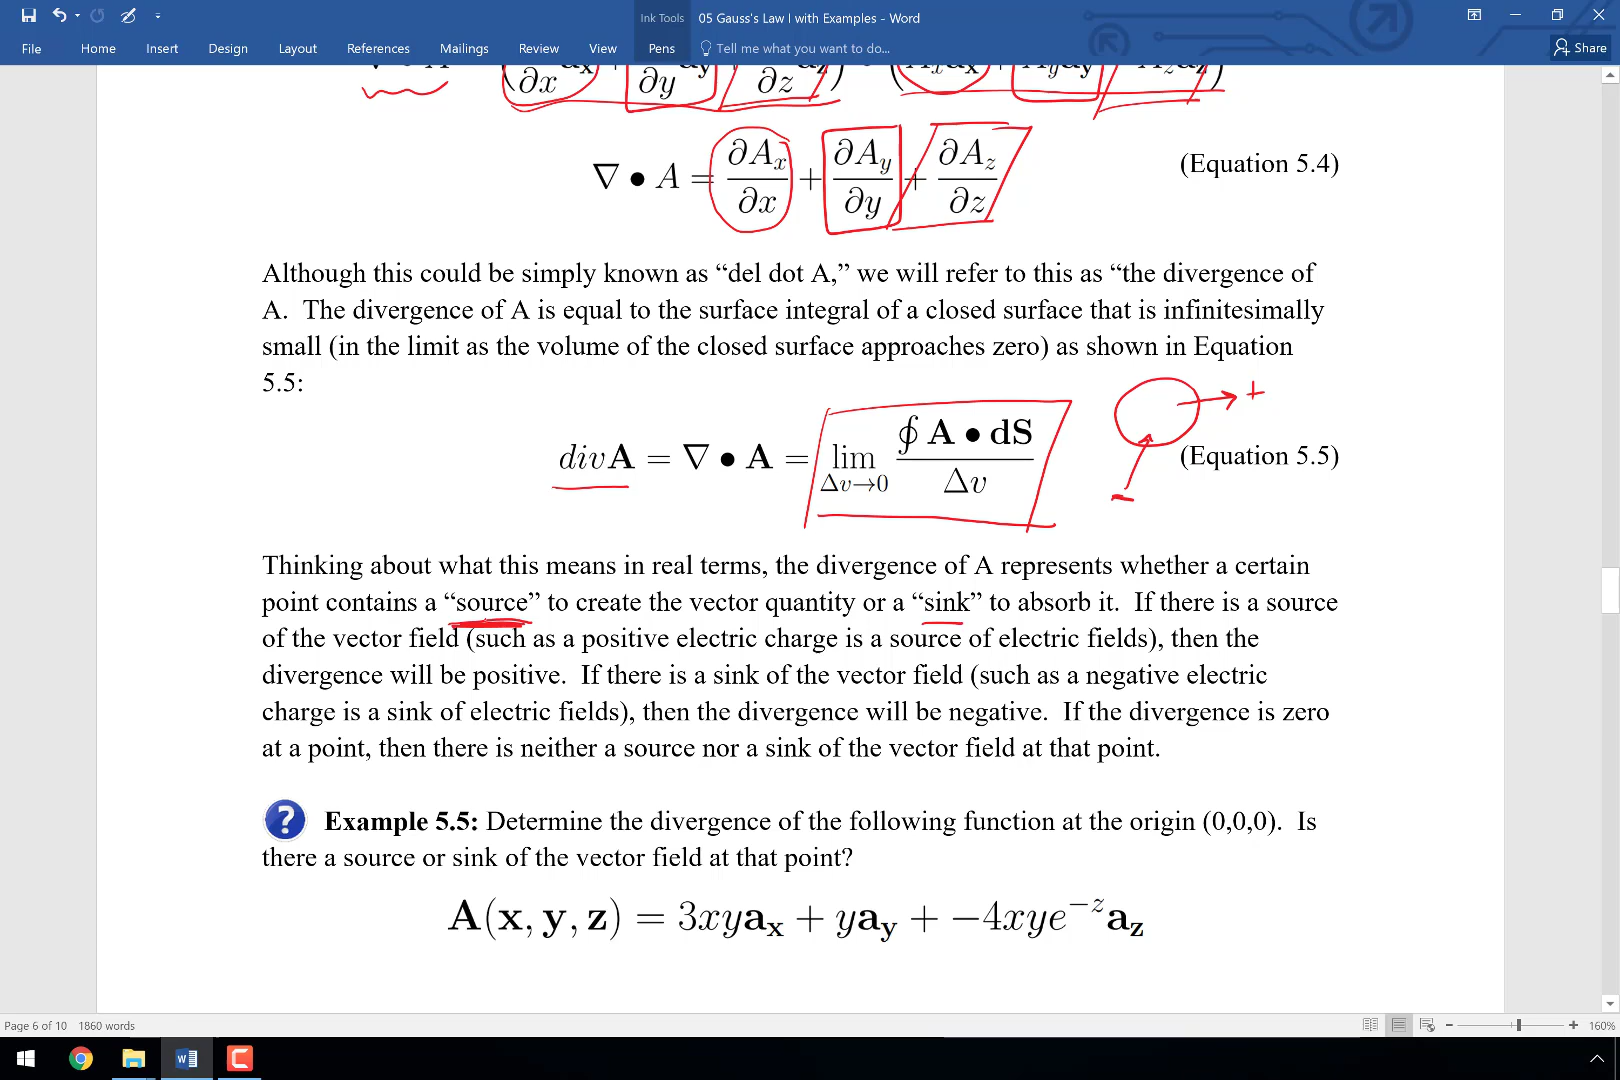 Ink Tools 05 Gauss's Law I with Examples - Word
File Home Insert Design Layout References Mailings Review View Pens Tell me what you want to do... Share
∂x ∂y ∂z
∇ • A = ∂Aₓ/∂x + ∂A_y/∂y + ∂A_z/∂z (Equation 5.4)
Although this could be simply known as “del dot A,” we will refer to this as “the divergence of
A. The divergence of A is equal to the surface integral of a closed surface that is infinitesimally
small (in the limit as the volume of the closed surface approaches zero) as shown in Equation
5.5:
+
divA = ∇ • A = lim Δv→0 ∮ A • dS / Δv (Equation 5.5)
-
Thinking about what this means in real terms, the divergence of A represents whether a certain
point contains a “source” to create the vector quantity or a “sink” to absorb it. If there is a source
of the vector field (such as a positive electric charge is a source of electric fields), then the
divergence will be positive. If there is a sink of the vector field (such as a negative electric
charge is a sink of electric fields), then the divergence will be negative. If the divergence is zero
at a point, then there is neither a source nor a sink of the vector field at that point.
? Example 5.5: Determine the divergence of the following function at the origin (0,0,0). Is
there a source or sink of the vector field at that point?
A(x, y, z) = 3xyaₓ + ya_y + −4xye^−z a_z
Page 6 of 10 1860 words 160%